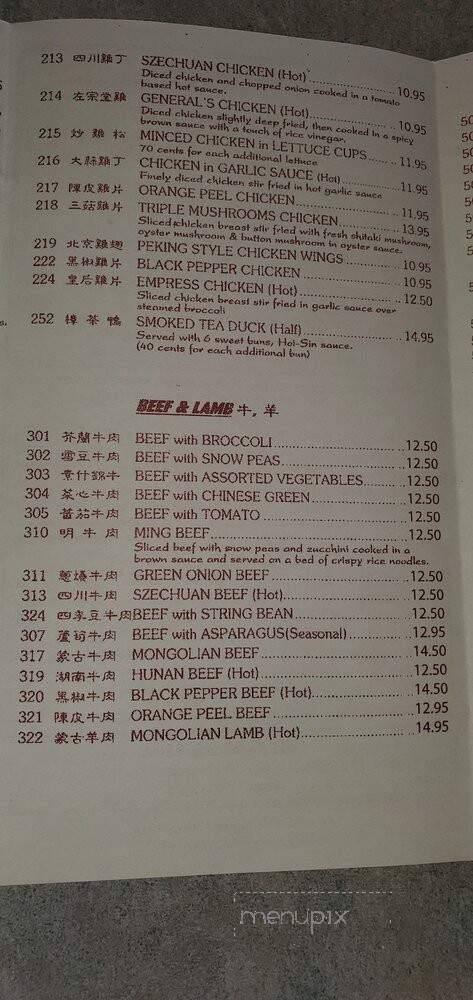 213 四川雞丁 SZECHUAN CHICKEN (Hot) ........ 10.95
Diced chicken and chopped onion cooked in a tomato
based hot sauce.
214 左宗堂雞 GENERAL'S CHICKEN (Hot)........ 10.95
Diced chicken slightly deep fried, then cooked in a spicy
brown sauce with a touch of rice vinegar.
215 炒雞松 MINCED CHICKEN in LETTUCE CUPS........ 11.95
70 cents for each additional lettuce
216 大蒜雞丁 CHICKEN in GARLIC SAUCE (Hot)........ 11.95
Finely diced chicken stir fried in hot garlic sauce
217 陳皮雞片 ORANGE PEEL CHICKEN........ 11.95
218 三菇雞片 TRIPLE MUSHROOMS CHICKEN........ 13.95
Sliced chicken breast stir fried with fresh shitaki mushroom,
oyster mushroom & button mushroom in oyster sauce.
219 北京雞翅 PEKING STYLE CHICKEN WINGS ........ 10.95
222 黑椒雞片 BLACK PEPPER CHICKEN ........ 10.95
224 皇后雞片 EMPRESS CHICKEN (Hot)........ 12.50
Sliced chicken breast stir fried in garlic sauce over
steamed broccoli
252 樟茶鴨 SMOKED TEA DUCK (Half)........ 14.95
Served with 6 sweet buns, Hoi-Sin sauce.
(40 cents for each additional bun)
BEEF & LAMB 牛, 羊
301 芥蘭牛肉 BEEF with BROCCOLI........ 12.50
302 雪豆牛肉 BEEF with SNOW PEAS........ 12.50
303 素什錦牛 BEEF with ASSORTED VEGETABLES........ 12.50
304 菜心牛肉 BEEF with CHINESE GREEN........ 12.50
305 蕃茄牛肉 BEEF with TOMATO ........ 12.50
310 明牛肉 MING BEEF........ 12.50
Sliced beef with snow peas and zucchini cooked in a
brown sauce and served on a bed of crispy rice noodles.
311 蔥爆牛肉 GREEN ONION BEEF ........ 12.50
313 四川牛肉 SZECHUAN BEEF (Hot)........ 12.50
324 四季豆牛肉 BEEF with STRING BEAN........ 12.50
307 蘆筍牛肉 BEEF with ASPARAGUS(Seasonal)........ 12.95
317 蒙古牛肉 MONGOLIAN BEEF ........ 14.50
319 湖南牛肉 HUNAN BEEF (Hot)........ 12.50
320 黑椒牛肉 BLACK PEPPER BEEF (Hot)........ 14.50
321 陳皮牛肉 ORANGE PEEL BEEF ........ 12.95
322 蒙古羊肉 MONGOLIAN LAMB (Hot)........ 14.95
menupix